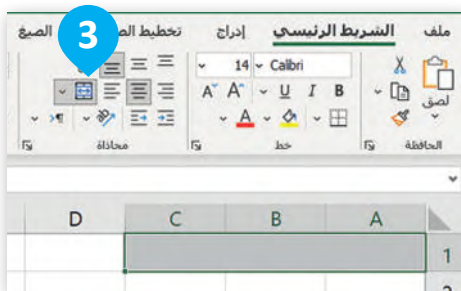 ملف الشريط الرئيسي إدراج تخطيط الص الصيغ
3
14 Calibri
B I U A A
لصق
A
الحافظة خط محاذاة
A B C D
1